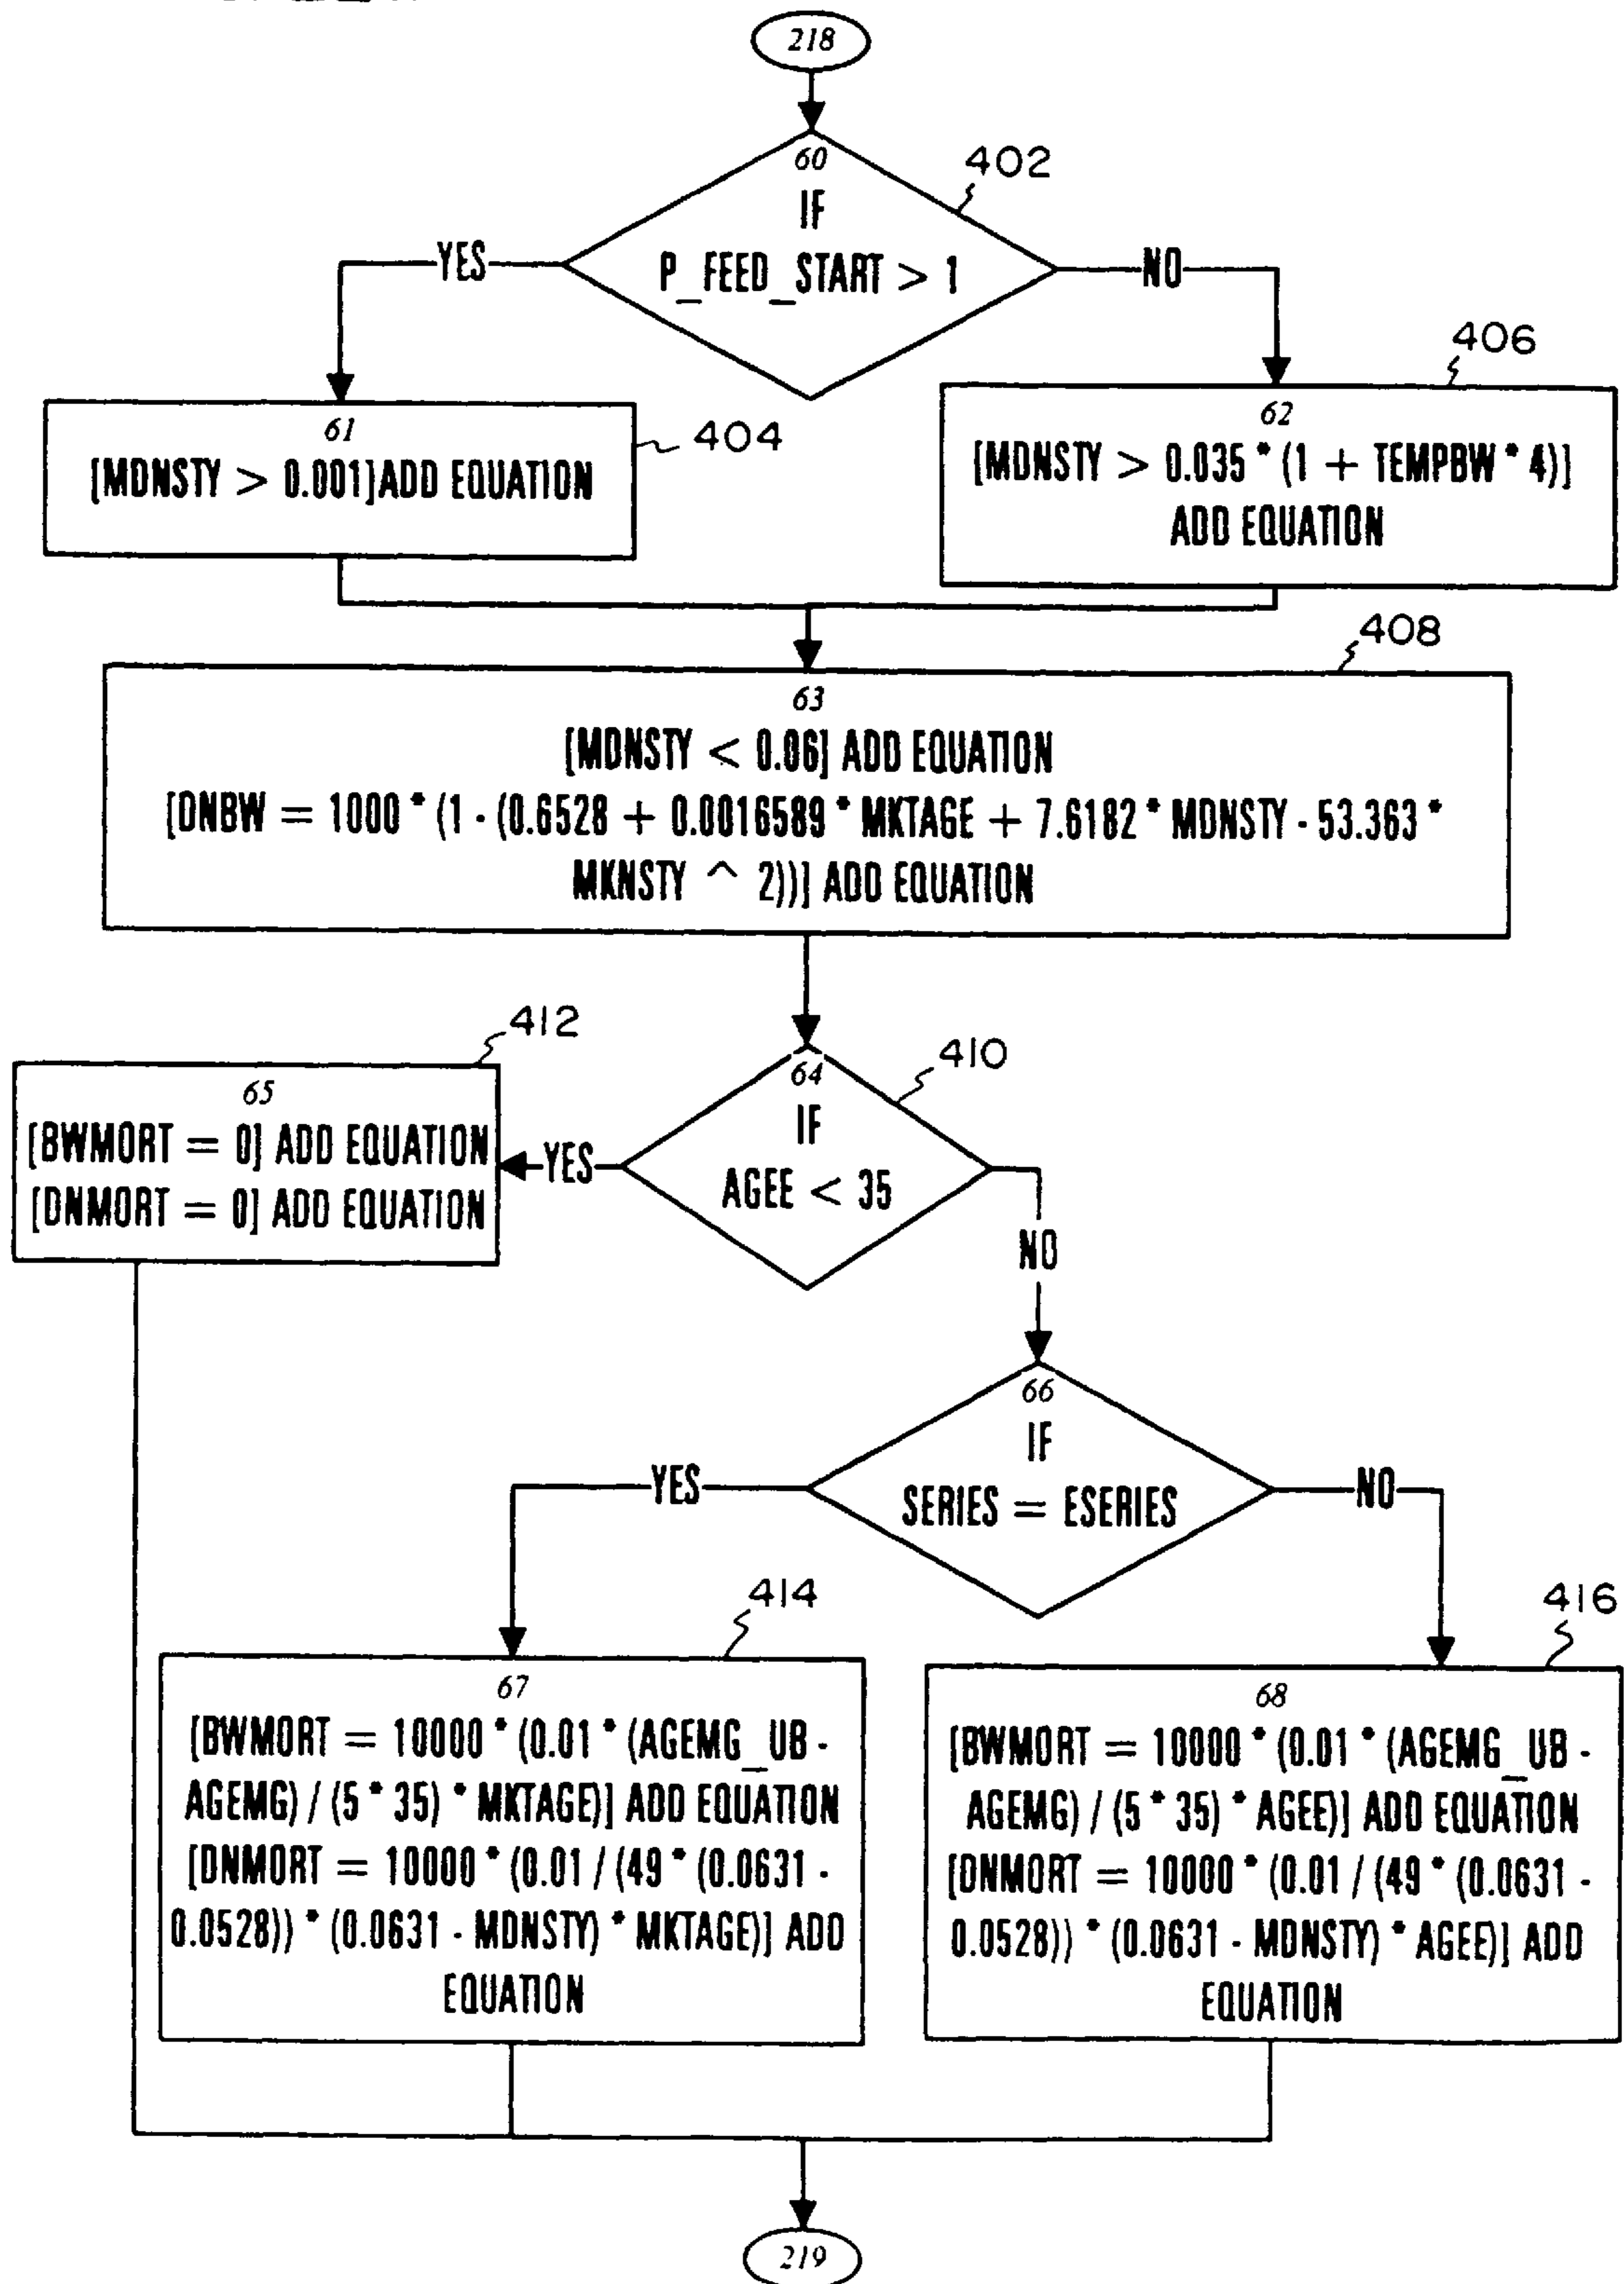 218
60
402
IF
P_FEED_START > 1
YES
NO
406
61
404
[MDNSTY > 0.001]ADD EQUATION
62
[MDNSTY > 0.035 * (1 + TEMPBW * 4)]
ADD EQUATION
408
63
[MDNSTY < 0.06] ADD EQUATION
[DNBW = 1000 * (1 - (0.6528 + 0.0016589 * MKTAGE + 7.6182 * MDNSTY - 53.363 *
MKNSTY ^ 2))] ADD EQUATION
412
65
[BWMORT = 0] ADD EQUATION
[DNMORT = 0] ADD EQUATION
410
64
IF
AGEE < 35
YES
NO
66
IF
SERIES = ESERIES
YES
NO
414
416
67
[BWMORT = 10000 * (0.01 * (AGEMG_UB -
AGEMG) / (5 * 35) * MKTAGE)] ADD EQUATION
[DNMORT = 10000 * (0.01 / (49 * (0.0631 -
0.0528)) * (0.0631 - MDNSTY) * MKTAGE)] ADD
EQUATION
68
[BWMORT = 10000 * (0.01 * (AGEMG_UB -
AGEMG) / (5 * 35) * AGEE)] ADD EQUATION
[DNMORT = 10000 * (0.01 / (49 * (0.0631 -
0.0528)) * (0.0631 - MDNSTY) * AGEE)] ADD
EQUATION
219